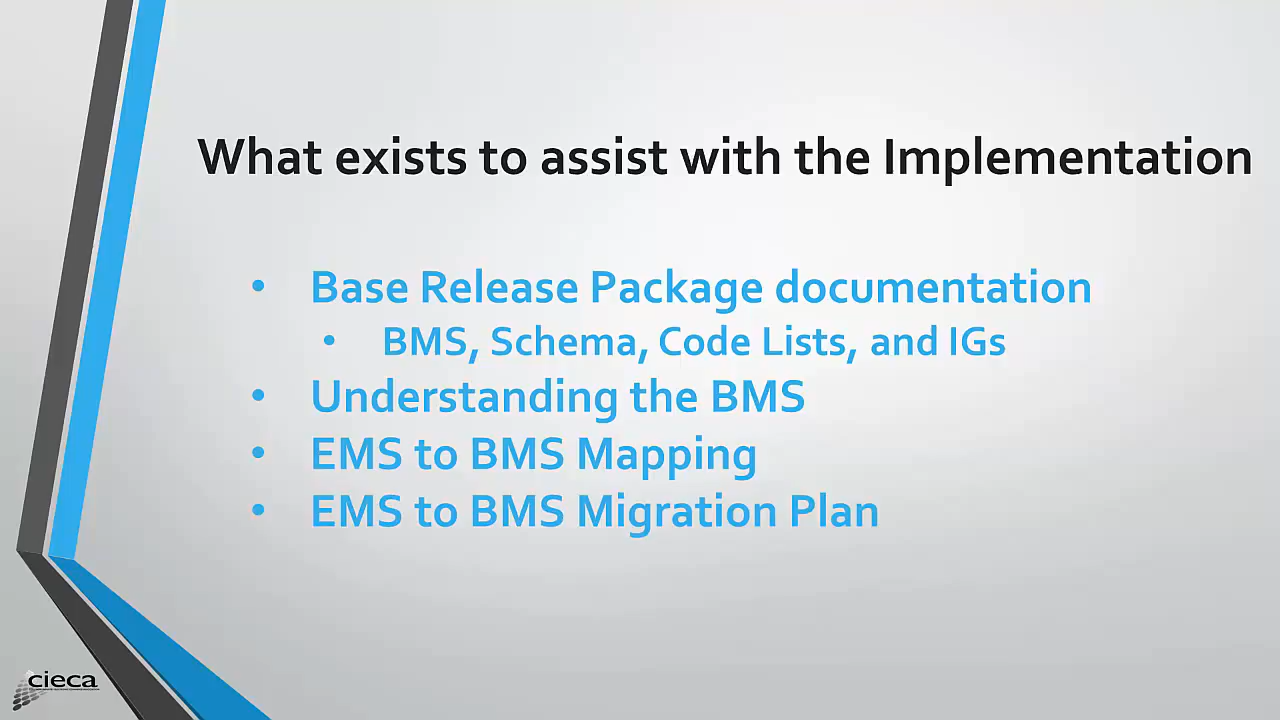 What exists to assist with the Implementation
• Base Release Package documentation
• BMS, Schema, Code Lists, and IGs
• Understanding the BMS
• EMS to BMS Mapping
• EMS to BMS Migration Plan
cieca